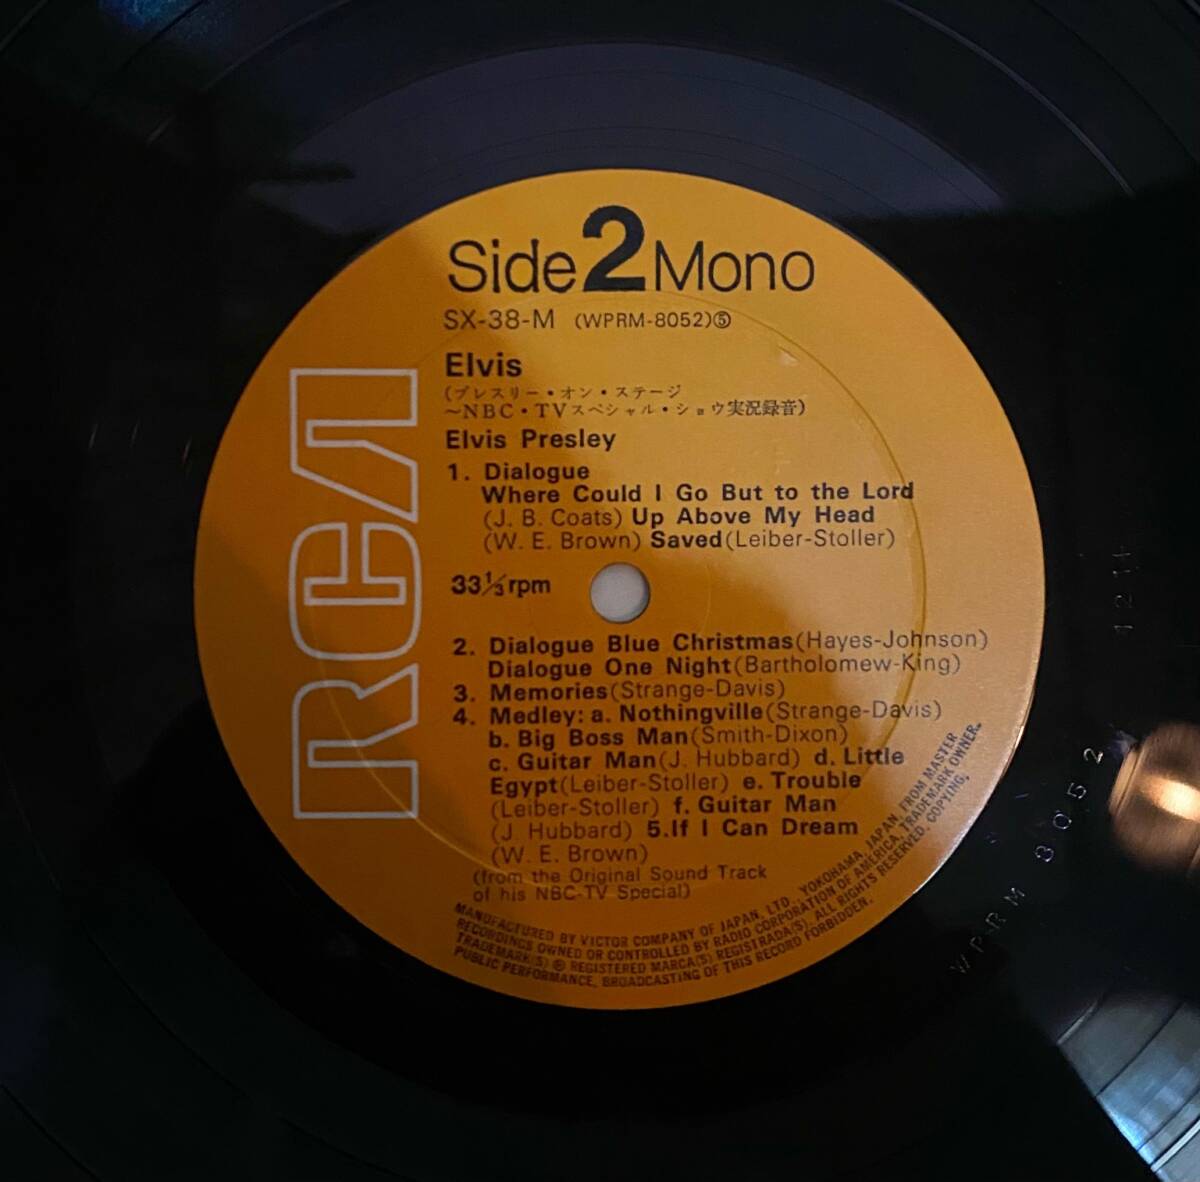 Side 2 Mono
SX-38-M (WPRM-8052)⑤
RCA
Elvis
(プレスリー・オン・ステージ
~NBC・TVスペシャル・ショウ実況録音)
Elvis Presley
1. Dialogue
Where Could I Go But to the Lord
(J. B. Coats) Up Above My Head
(W. E. Brown) Saved (Leiber-Stoller)
33⅓ rpm
2. Dialogue Blue Christmas (Hayes-Johnson)
Dialogue One Night (Bartholomew-King)
3. Memories (Strange-Davis)
4. Medley: a. Nothingville (Strange-Davis)
b. Big Boss Man (Smith-Dixon)
c. Guitar Man (J. Hubbard) d. Little
Egypt (Leiber-Stoller) e. Trouble
(Leiber-Stoller) f. Guitar Man
(J. Hubbard) 5. If I Can Dream
(W. E. Brown)
(from the Original Sound Track
of his NBC-TV Special)
MANUFACTURED BY VICTOR COMPANY OF JAPAN, LTD. YOKOHAMA, JAPAN, FROM MASTER
RECORDINGS OWNED OR CONTROLLED BY RADIO CORPORATION OF AMERICA, TRADEMARK OWNER.
TRADEMARK(S) ® REGISTERED MARCA(S) REGISTRADA(S). ALL RIGHTS RESERVED. COPYING,
PUBLIC PERFORMANCE, BROADCASTING OF THIS RECORD FORBIDDEN.
WPRM 8052